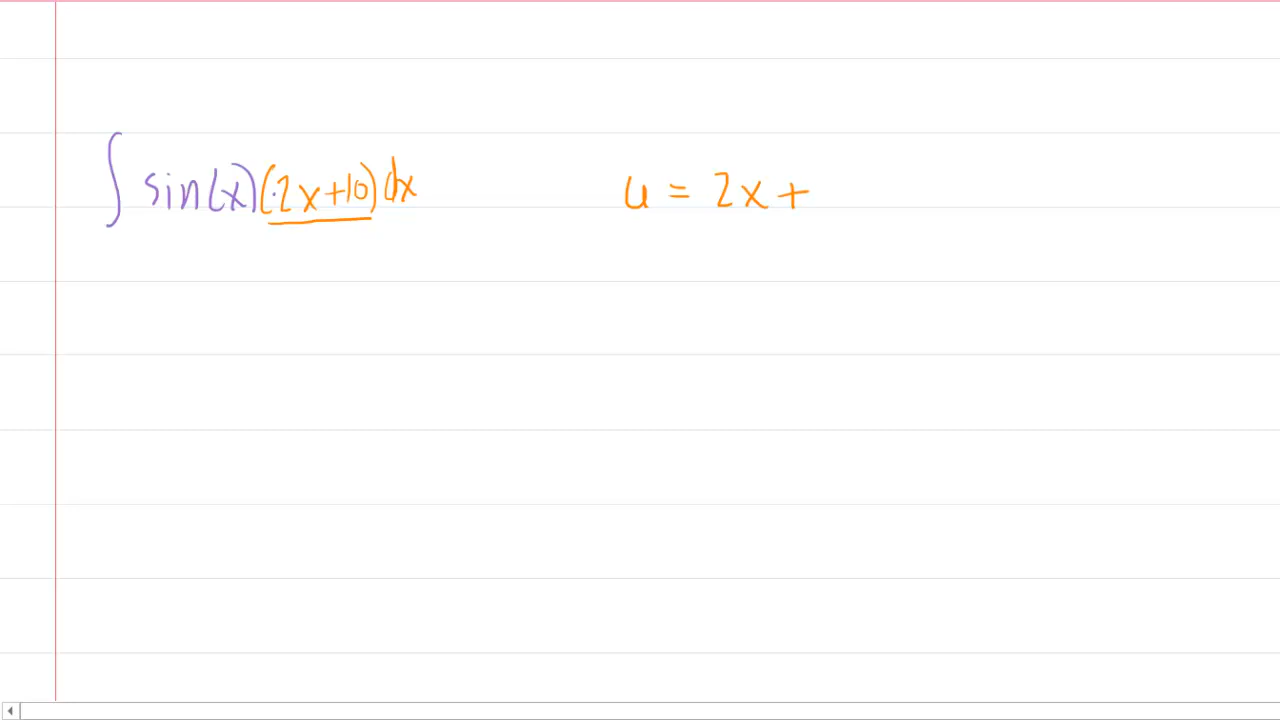 ∫ sin(x)(2x+10)dx
u = 2x +